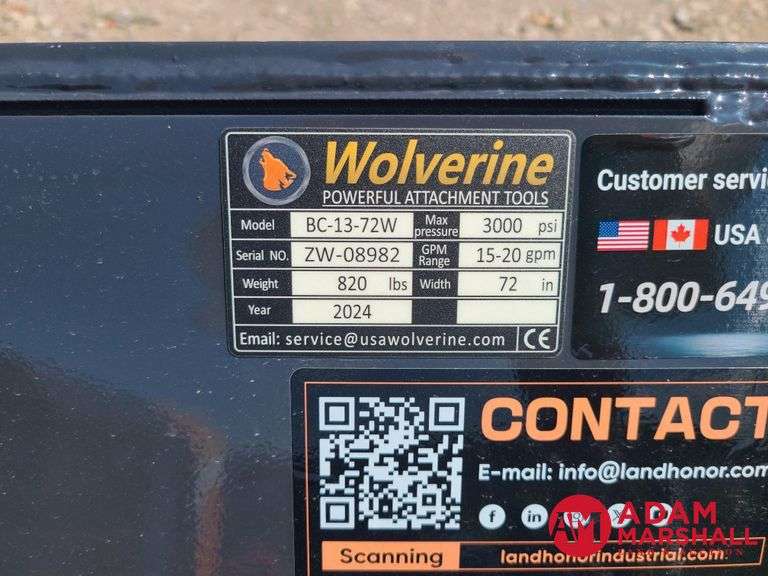 Wolverine
POWERFUL ATTACHMENT TOOLS
Model BC-13-72W Max pressure 3000 psi
Serial NO. ZW-08982 GPM Range 15-20 gpm
Weight 820 lbs Width 72 in
Year 2024
Email: service@usawolverine.com CE
Customer servi
USA
1-800-649
CONTACT
E-mail: info@landhonor.com
f in
Scanning landhonorindustrial.com
AM ADAM
MARSHALL